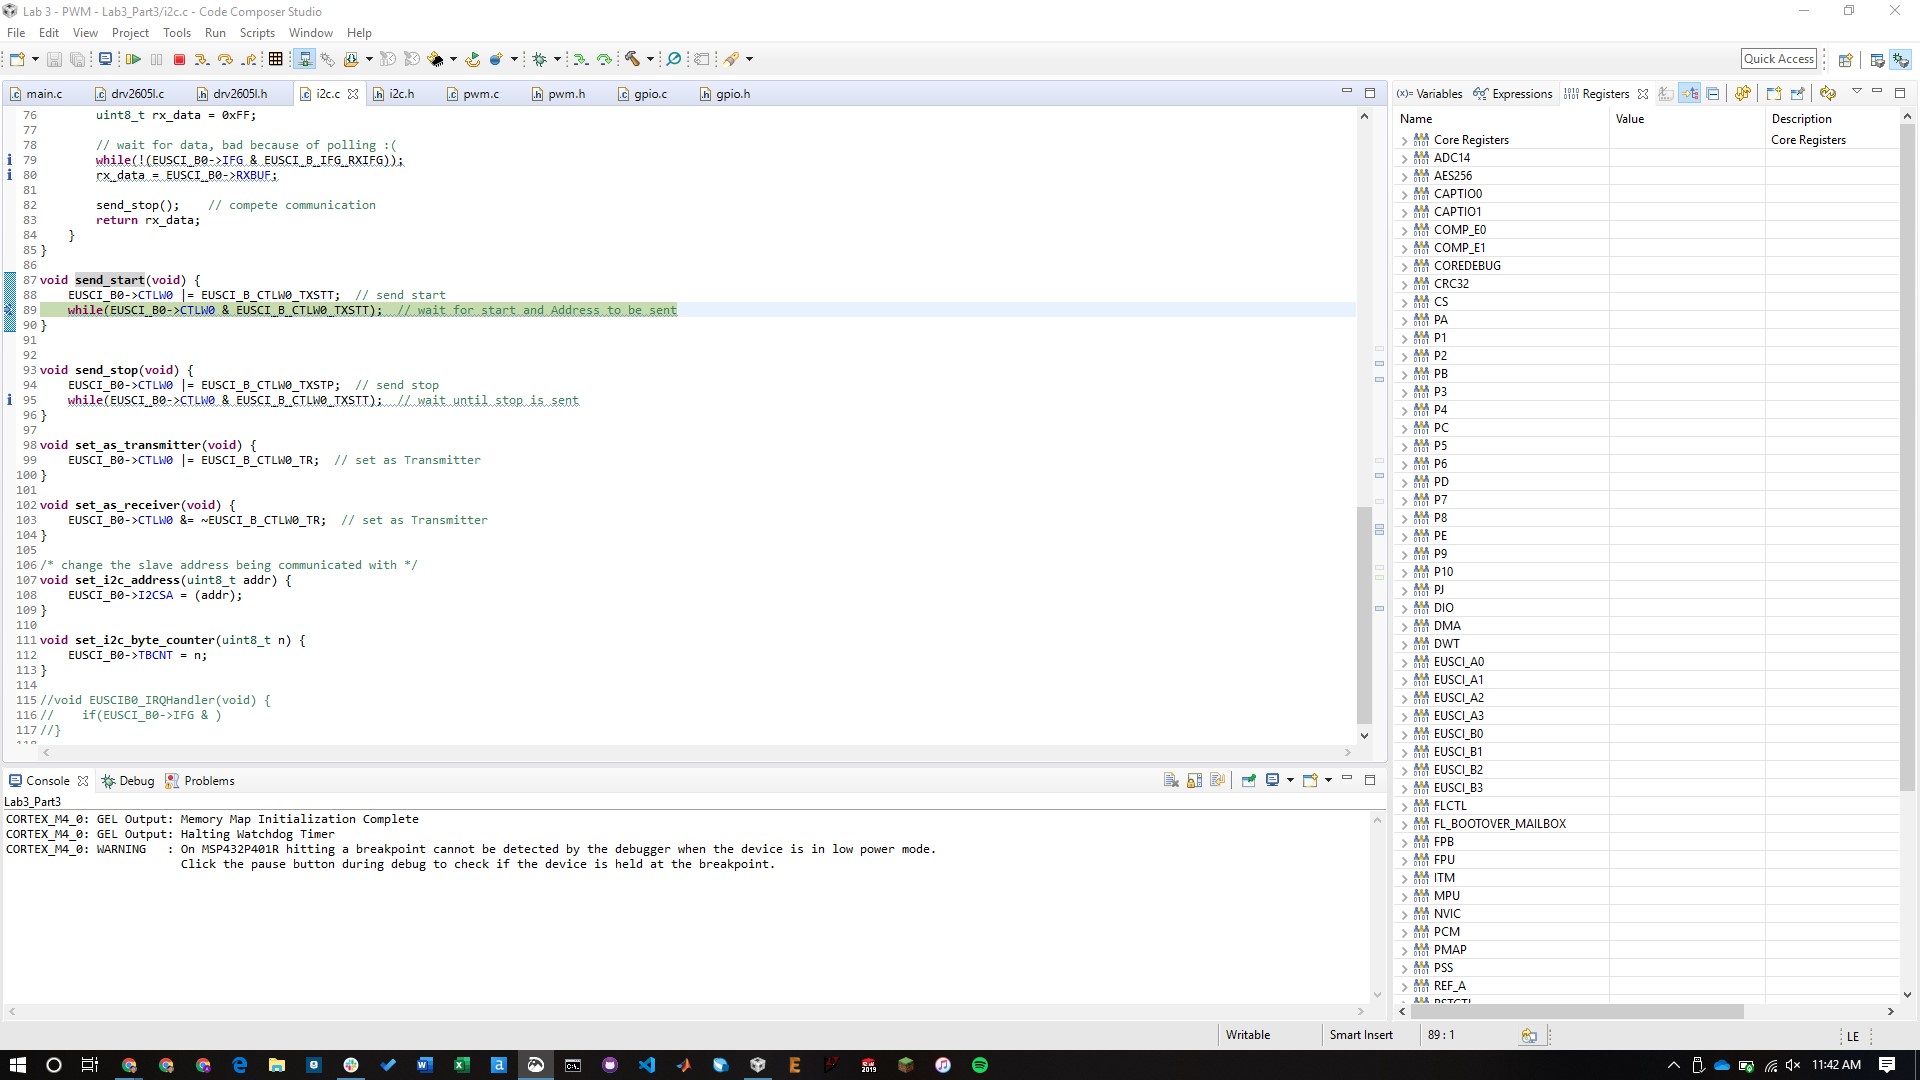 Lab 3 - PWM - Lab3_Part3/i2c.c - Code Composer Studio
File Edit View Project Tools Run Scripts Window Help
Quick Access
main.c drv2605l.c drv2605l.h i2c.c i2c.h pwm.c pwm.h gpio.c gpio.h
76 uint8_t rx_data = 0xFF;
77
78 // wait for data, bad because of polling :(
79 while(!(EUSCI_B0->IFG & EUSCI_B_IFG_RXIFG));
80 rx_data = EUSCI_B0->RXBUF;
81
82 send_stop(); // compete communication
83 return rx_data;
84 }
85 }
86
87 void send_start(void) {
88 EUSCI_B0->CTLW0 |= EUSCI_B_CTLW0_TXSTT; // send start
89 while(EUSCI_B0->CTLW0 & EUSCI_B_CTLW0_TXSTT); // wait for start and Address to be sent
90 }
91
92
93 void send_stop(void) {
94 EUSCI_B0->CTLW0 |= EUSCI_B_CTLW0_TXSTP; // send stop
95 while(EUSCI_B0->CTLW0 & EUSCI_B_CTLW0_TXSTT); // wait until stop is sent
96 }
97
98 void set_as_transmitter(void) {
99 EUSCI_B0->CTLW0 |= EUSCI_B_CTLW0_TR; // set as Transmitter
100 }
101
102 void set_as_receiver(void) {
103 EUSCI_B0->CTLW0 &= ~EUSCI_B_CTLW0_TR; // set as Transmitter
104 }
105
106 /* change the slave address being communicated with */
107 void set_i2c_address(uint8_t addr) {
108 EUSCI_B0->I2CSA = (addr);
109 }
110
111 void set_i2c_byte_counter(uint8_t n) {
112 EUSCI_B0->TBCNT = n;
113 }
114
115 //void EUSCIB0_IRQHandler(void) {
116 // if(EUSCI_B0->IFG & )
117 //}
118
Console Debug Problems
Lab3_Part3
CORTEX_M4_0: GEL Output: Memory Map Initialization Complete
CORTEX_M4_0: GEL Output: Halting Watchdog Timer
CORTEX_M4_0: WARNING : On MSP432P401R hitting a breakpoint cannot be detected by the debugger when the device is in low power mode.
Click the pause button during debug to check if the device is held at the breakpoint.
(x)= Variables Expressions Registers
Name Value Description
Core Registers Core Registers
ADC14
AES256
CAPTIO0
CAPTIO1
COMP_E0
COMP_E1
COREDEBUG
CRC32
CS
PA
P1
P2
PB
P3
P4
PC
P5
P6
PD
P7
P8
PE
P9
P10
PJ
DIO
DMA
DWT
EUSCI_A0
EUSCI_A1
EUSCI_A2
EUSCI_A3
EUSCI_B0
EUSCI_B1
EUSCI_B2
EUSCI_B3
FLCTL
FL_BOOTOVER_MAILBOX
FPB
FPU
ITM
MPU
NVIC
PCM
PMAP
PSS
REF_A
RSTCTL
Writable Smart Insert 89 : 1 LE
11:42 AM